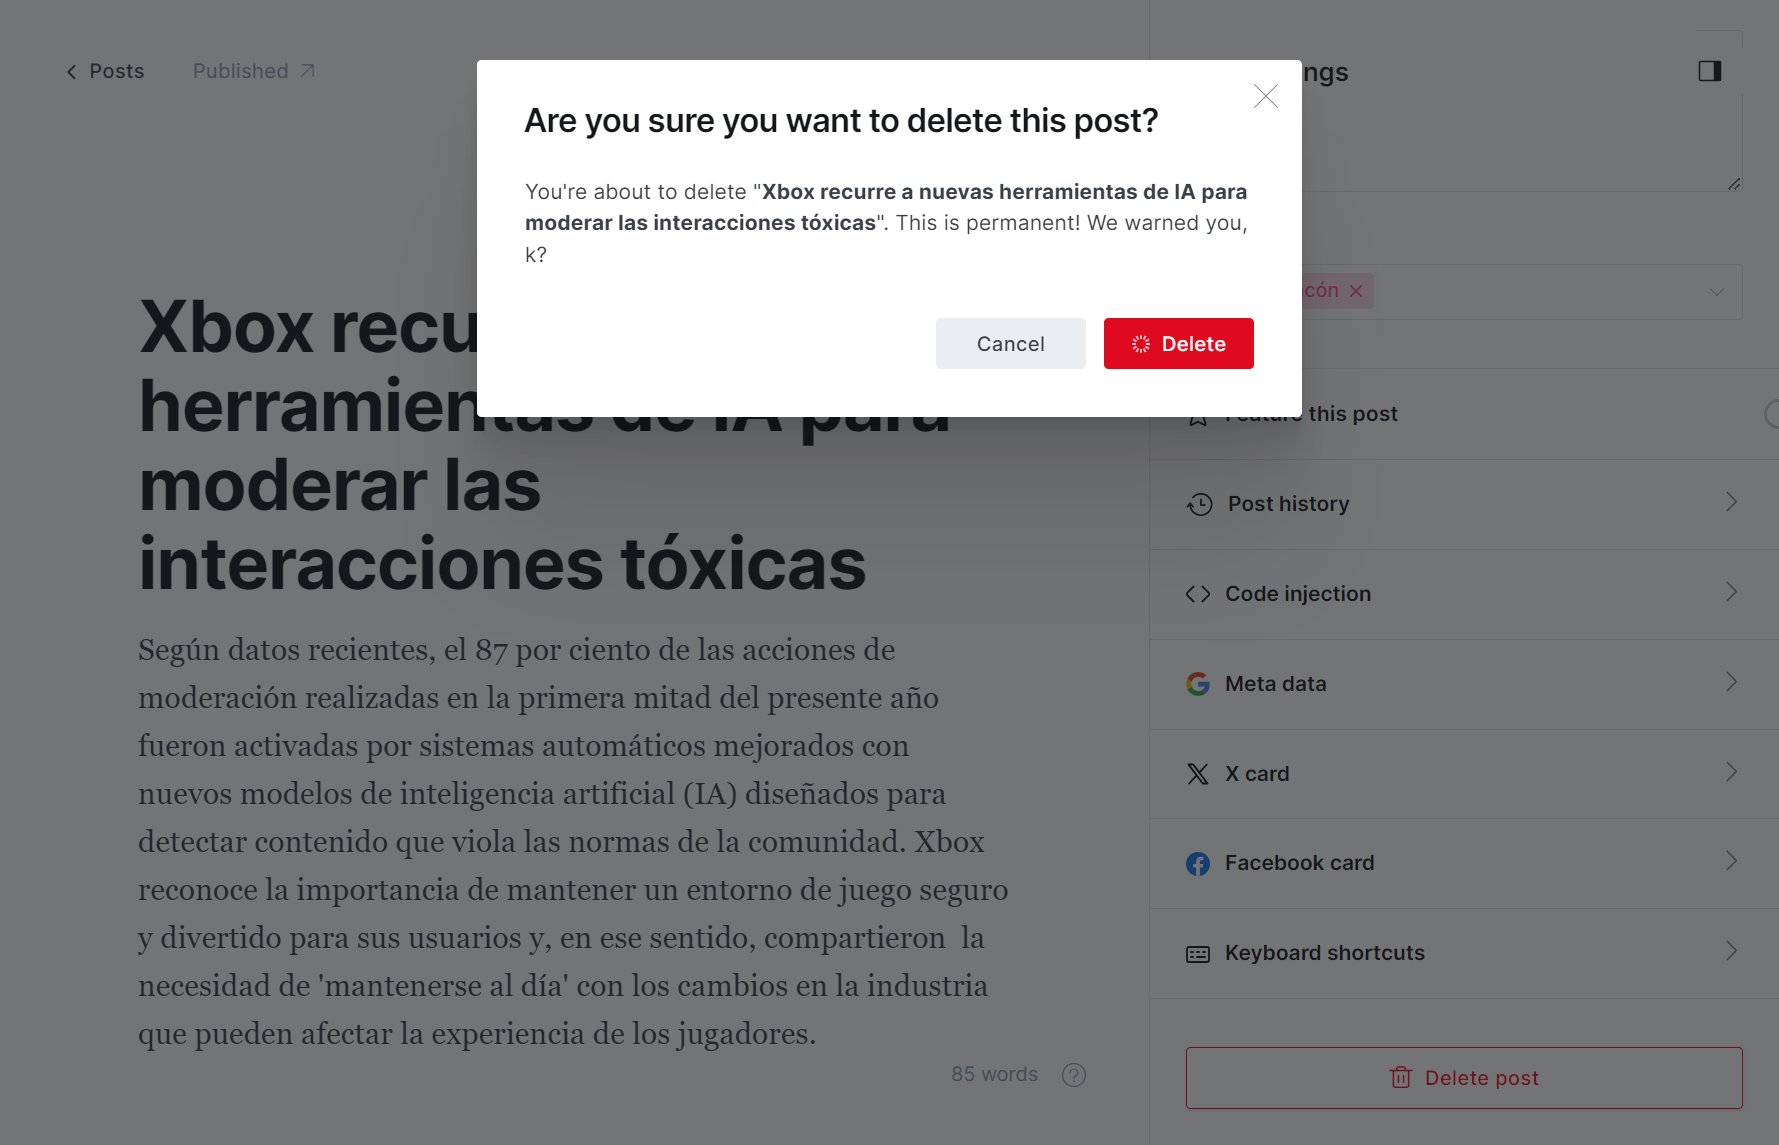 Posts
Published
ngs
Are you sure you want to delete this post?
You're about to delete "Xbox recurre a nuevas herramientas de IA para
moderar las interacciones tóxicas". This is permanent! We warned you,
k?
Cancel
Delete
Xbox recu
herramientas de IA para
moderar las
interacciones tóxicas
Según datos recientes, el 87 por ciento de las acciones de
moderación realizadas en la primera mitad del presente año
fueron activadas por sistemas automáticos mejorados con
nuevos modelos de inteligencia artificial (IA) diseñados para
detectar contenido que viola las normas de la comunidad. Xbox
reconoce la importancia de mantener un entorno de juego seguro
y divertido para sus usuarios y, en ese sentido, compartieron  la
necesidad de 'mantenerse al día' con los cambios en la industria
que pueden afectar la experiencia de los jugadores.
85 words
?
cón
Feature this post
Post history
Code injection
Meta data
X card
Facebook card
Keyboard shortcuts
Delete post